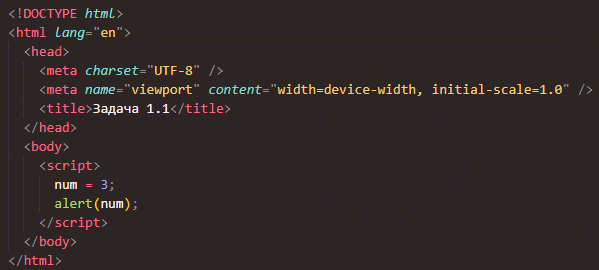 <!DOCTYPE html>
<html lang="en">
  <head>
    <meta charset="UTF-8" />
    <meta name="viewport" content="width=device-width, initial-scale=1.0" />
    <title>Задача 1.1</title>
  </head>
  <body>
    <script>
      num = 3;
      alert(num);
    </script>
  </body>
</html>